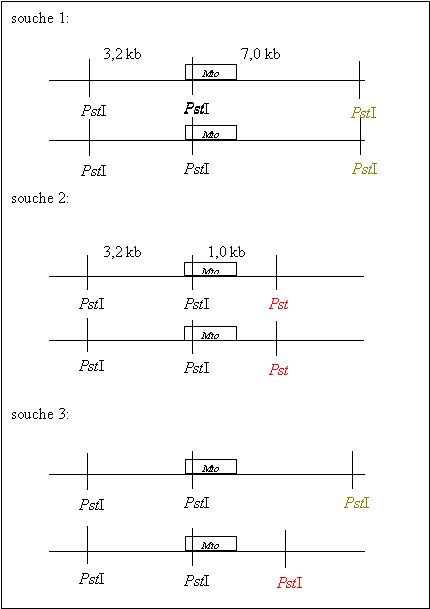 souche 1:
3,2 kb 7,0 kb
Mto
PstI PstI PstI
Mto
PstI PstI PstI
souche 2:
3,2 kb 1,0 kb
Mto
PstI PstI Pst
Mto
PstI PstI Pst
souche 3:
Mto
PstI PstI PstI
Mto
PstI PstI PstI